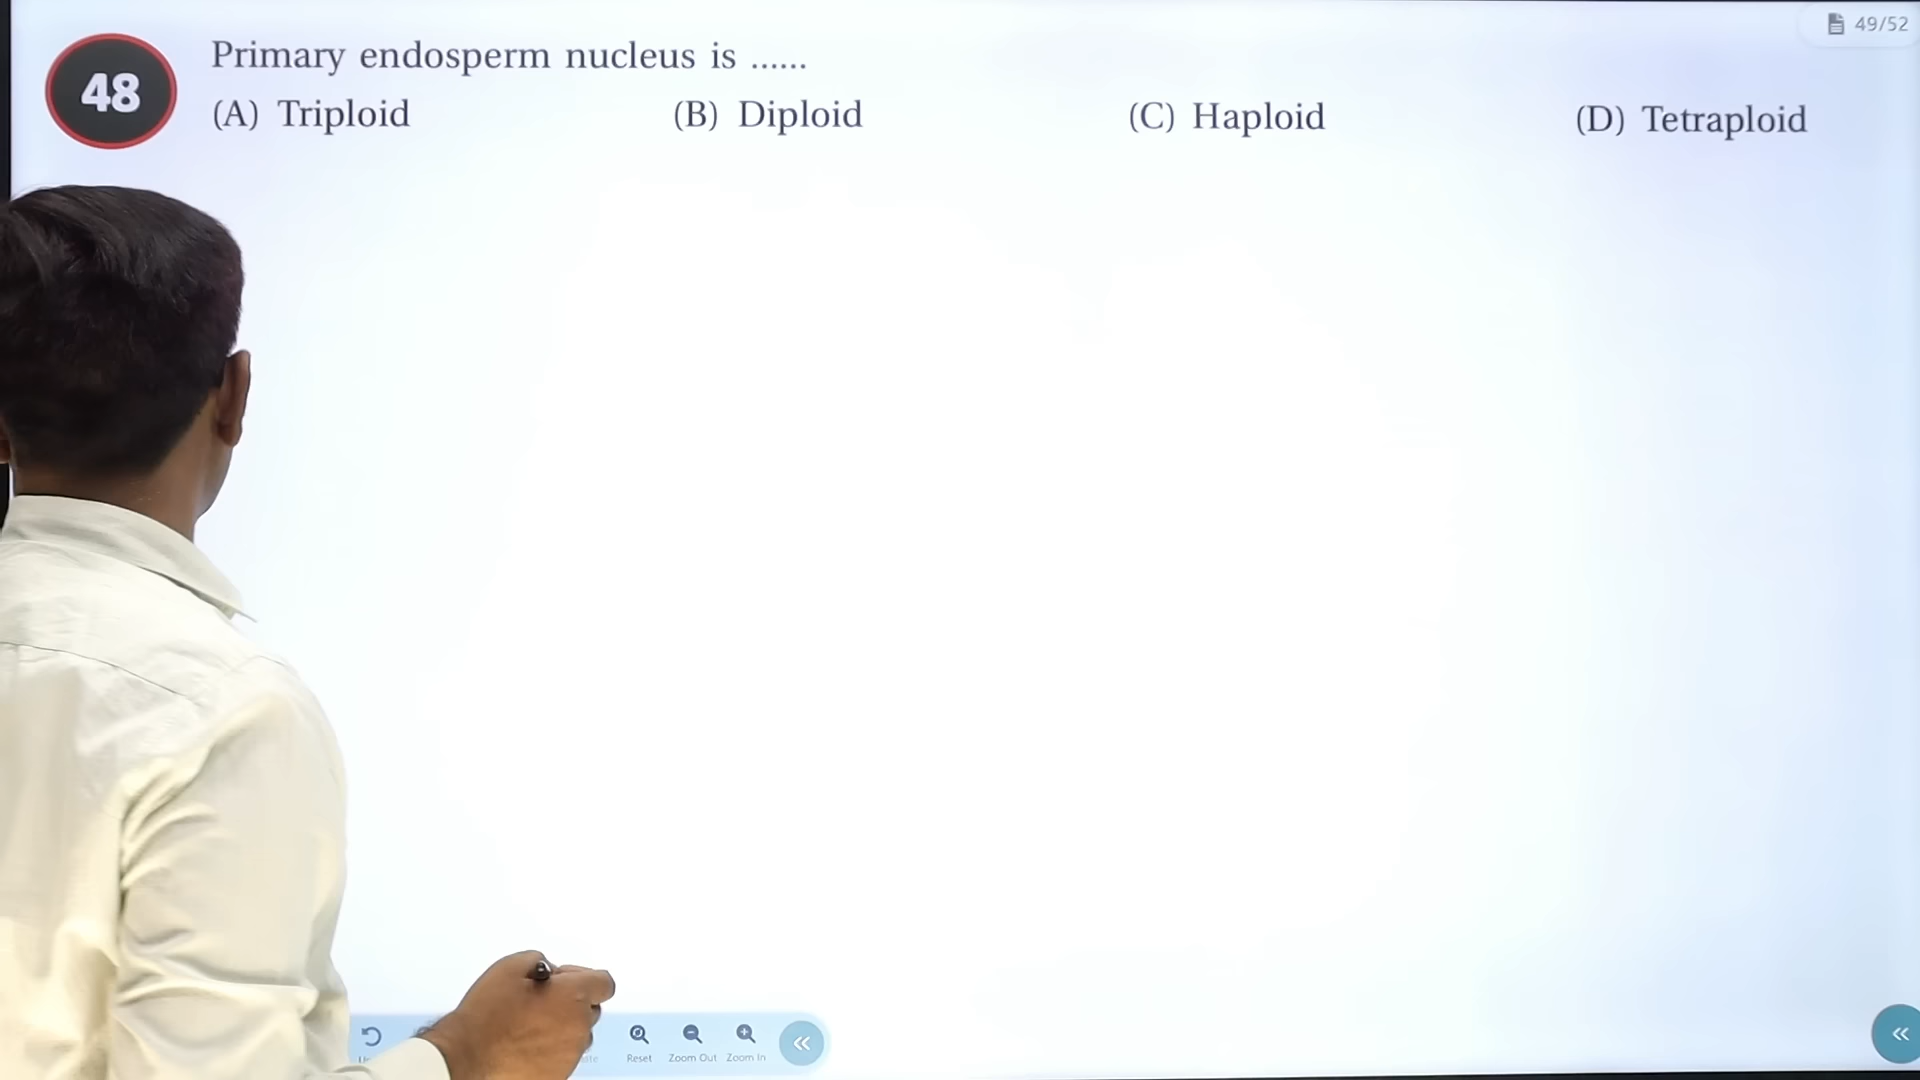 49/52
48
Primary endosperm nucleus is ......
(A) Triploid (B) Diploid (C) Haploid (D) Tetraploid
Reset Zoom Out Zoom In